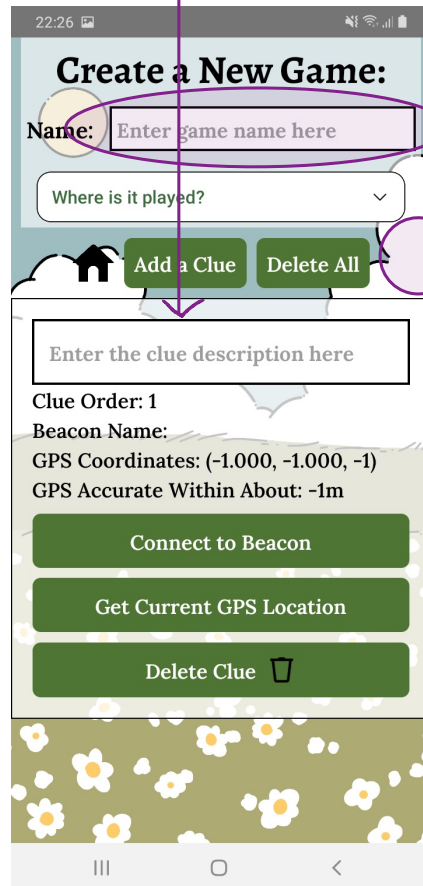 22:26
Create a New Game:
Name: Enter game name here
Where is it played?
Add a Clue Delete All
Enter the clue description here
Clue Order: 1
Beacon Name:
GPS Coordinates: (-1.000, -1.000, -1)
GPS Accurate Within About: -1m
Connect to Beacon
Get Current GPS Location
Delete Clue